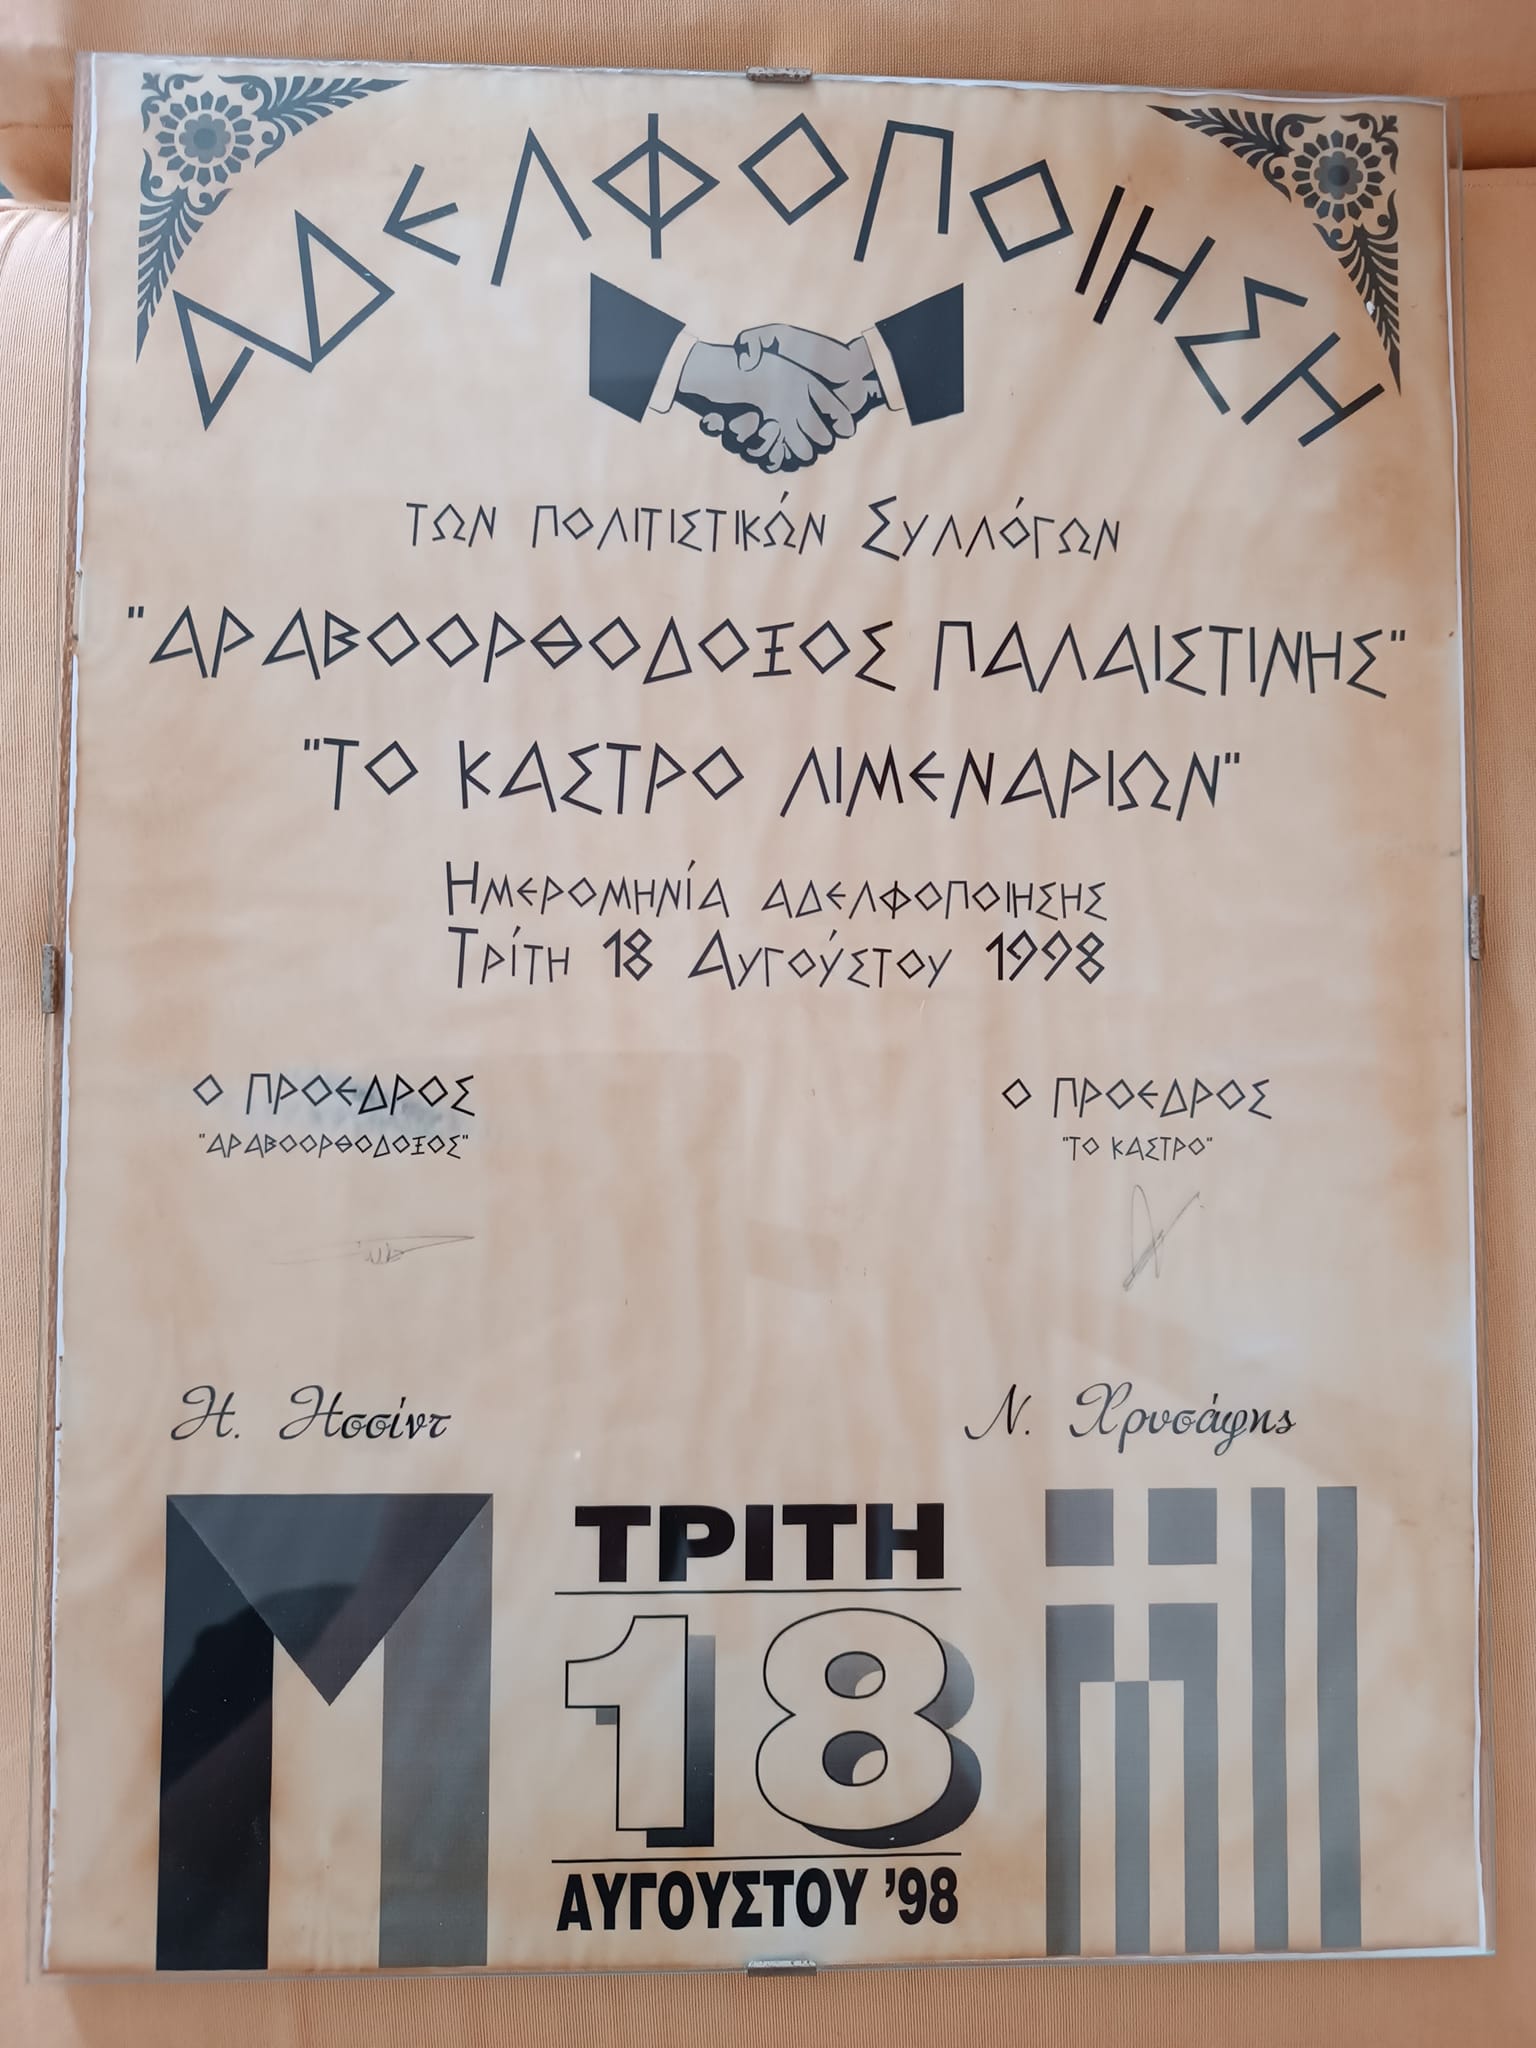 ΑΔΕΛΦΟΠΟΙΗΣΗ
των πολιτιστικών Συλλόγων
"ΑΡΑΒΟΟΡΘΟΔΟΞΟΣ ΠΑΛΑΙΣΤΙΝΗΣ"
"ΤΟ ΚΑΣΤΡΟ ΛΙΜΕΝΑΡΙΩΝ"
Ημερομηνία αδελφοποιησης
Τρίτη 18 Αυγούστου 1998
Ο ΠΡΟΕΔΡΟΣ
"ΑΡΑΒΟΟΡΘΟΔΟΞΟΣ"
Ο ΠΡΟΕΔΡΟΣ
"ΤΟ ΚΑΣΤΡΟ"
Η. Ησσίντ
Ν. Χρυσάφης
ΤΡΙΤΗ
18
ΑΥΓΟΥΣΤΟΥ '98